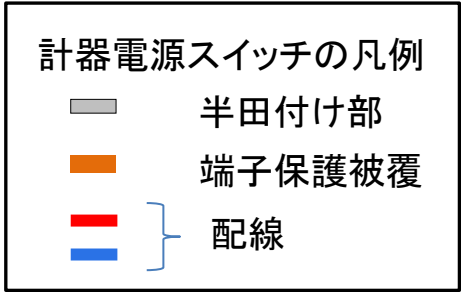 計器電源スイッチの凡例
半田付け部
端子保護被覆
配線